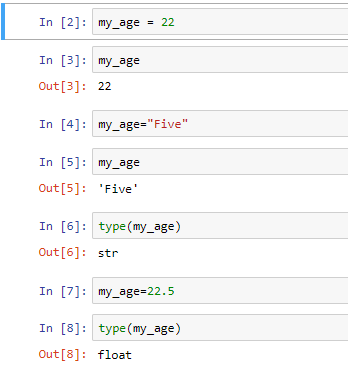 In [2]: my_age = 22
In [3]: my_age
Out[3]: 22
In [4]: my_age="Five"
In [5]: my_age
Out[5]: 'Five'
In [6]: type(my_age)
Out[6]: str
In [7]: my_age=22.5
In [8]: type(my_age)
Out[8]: float